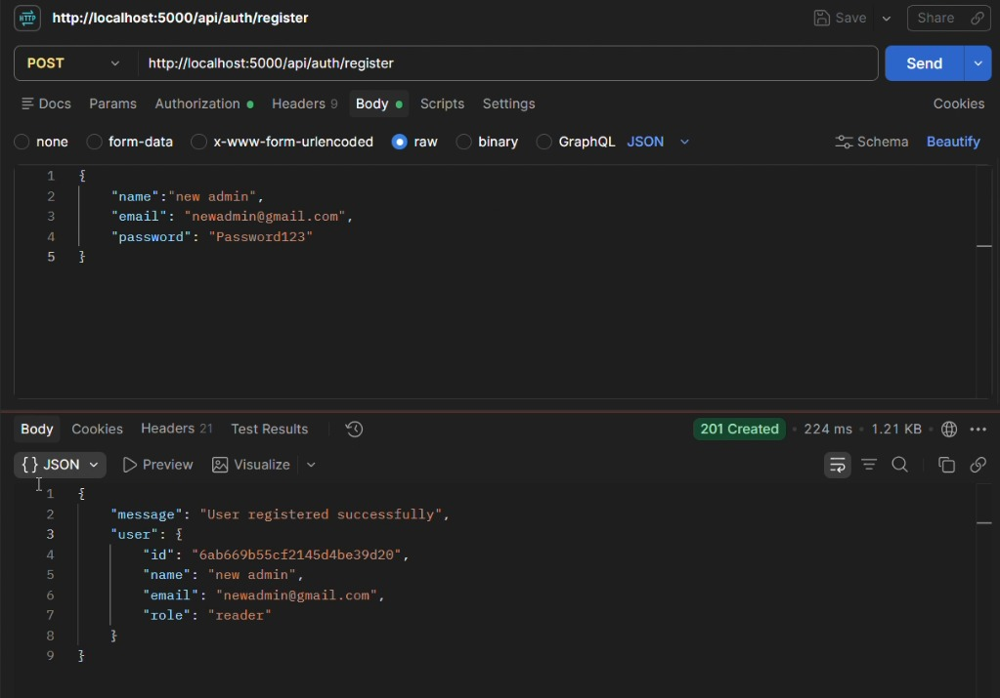 HTTP http://localhost:5000/api/auth/register Save Share
POST http://localhost:5000/api/auth/register Send
Docs Params Authorization Headers 9 Body Scripts Settings Cookies
none form-data x-www-form-urlencoded raw binary GraphQL JSON Schema Beautify
1 {
2 "name":"new admin",
3 "email": "newadmin@gmail.com",
4 "password": "Password123"
5 }
Body Cookies Headers 21 Test Results 201 Created 224 ms 1.21 KB
{} JSON Preview Visualize
1 {
2 "message": "User registered successfully",
3 "user": {
4 "id": "6ab669b55cf2145d4be39d20",
5 "name": "new admin",
6 "email": "newadmin@gmail.com",
7 "role": "reader"
8 }
9 }